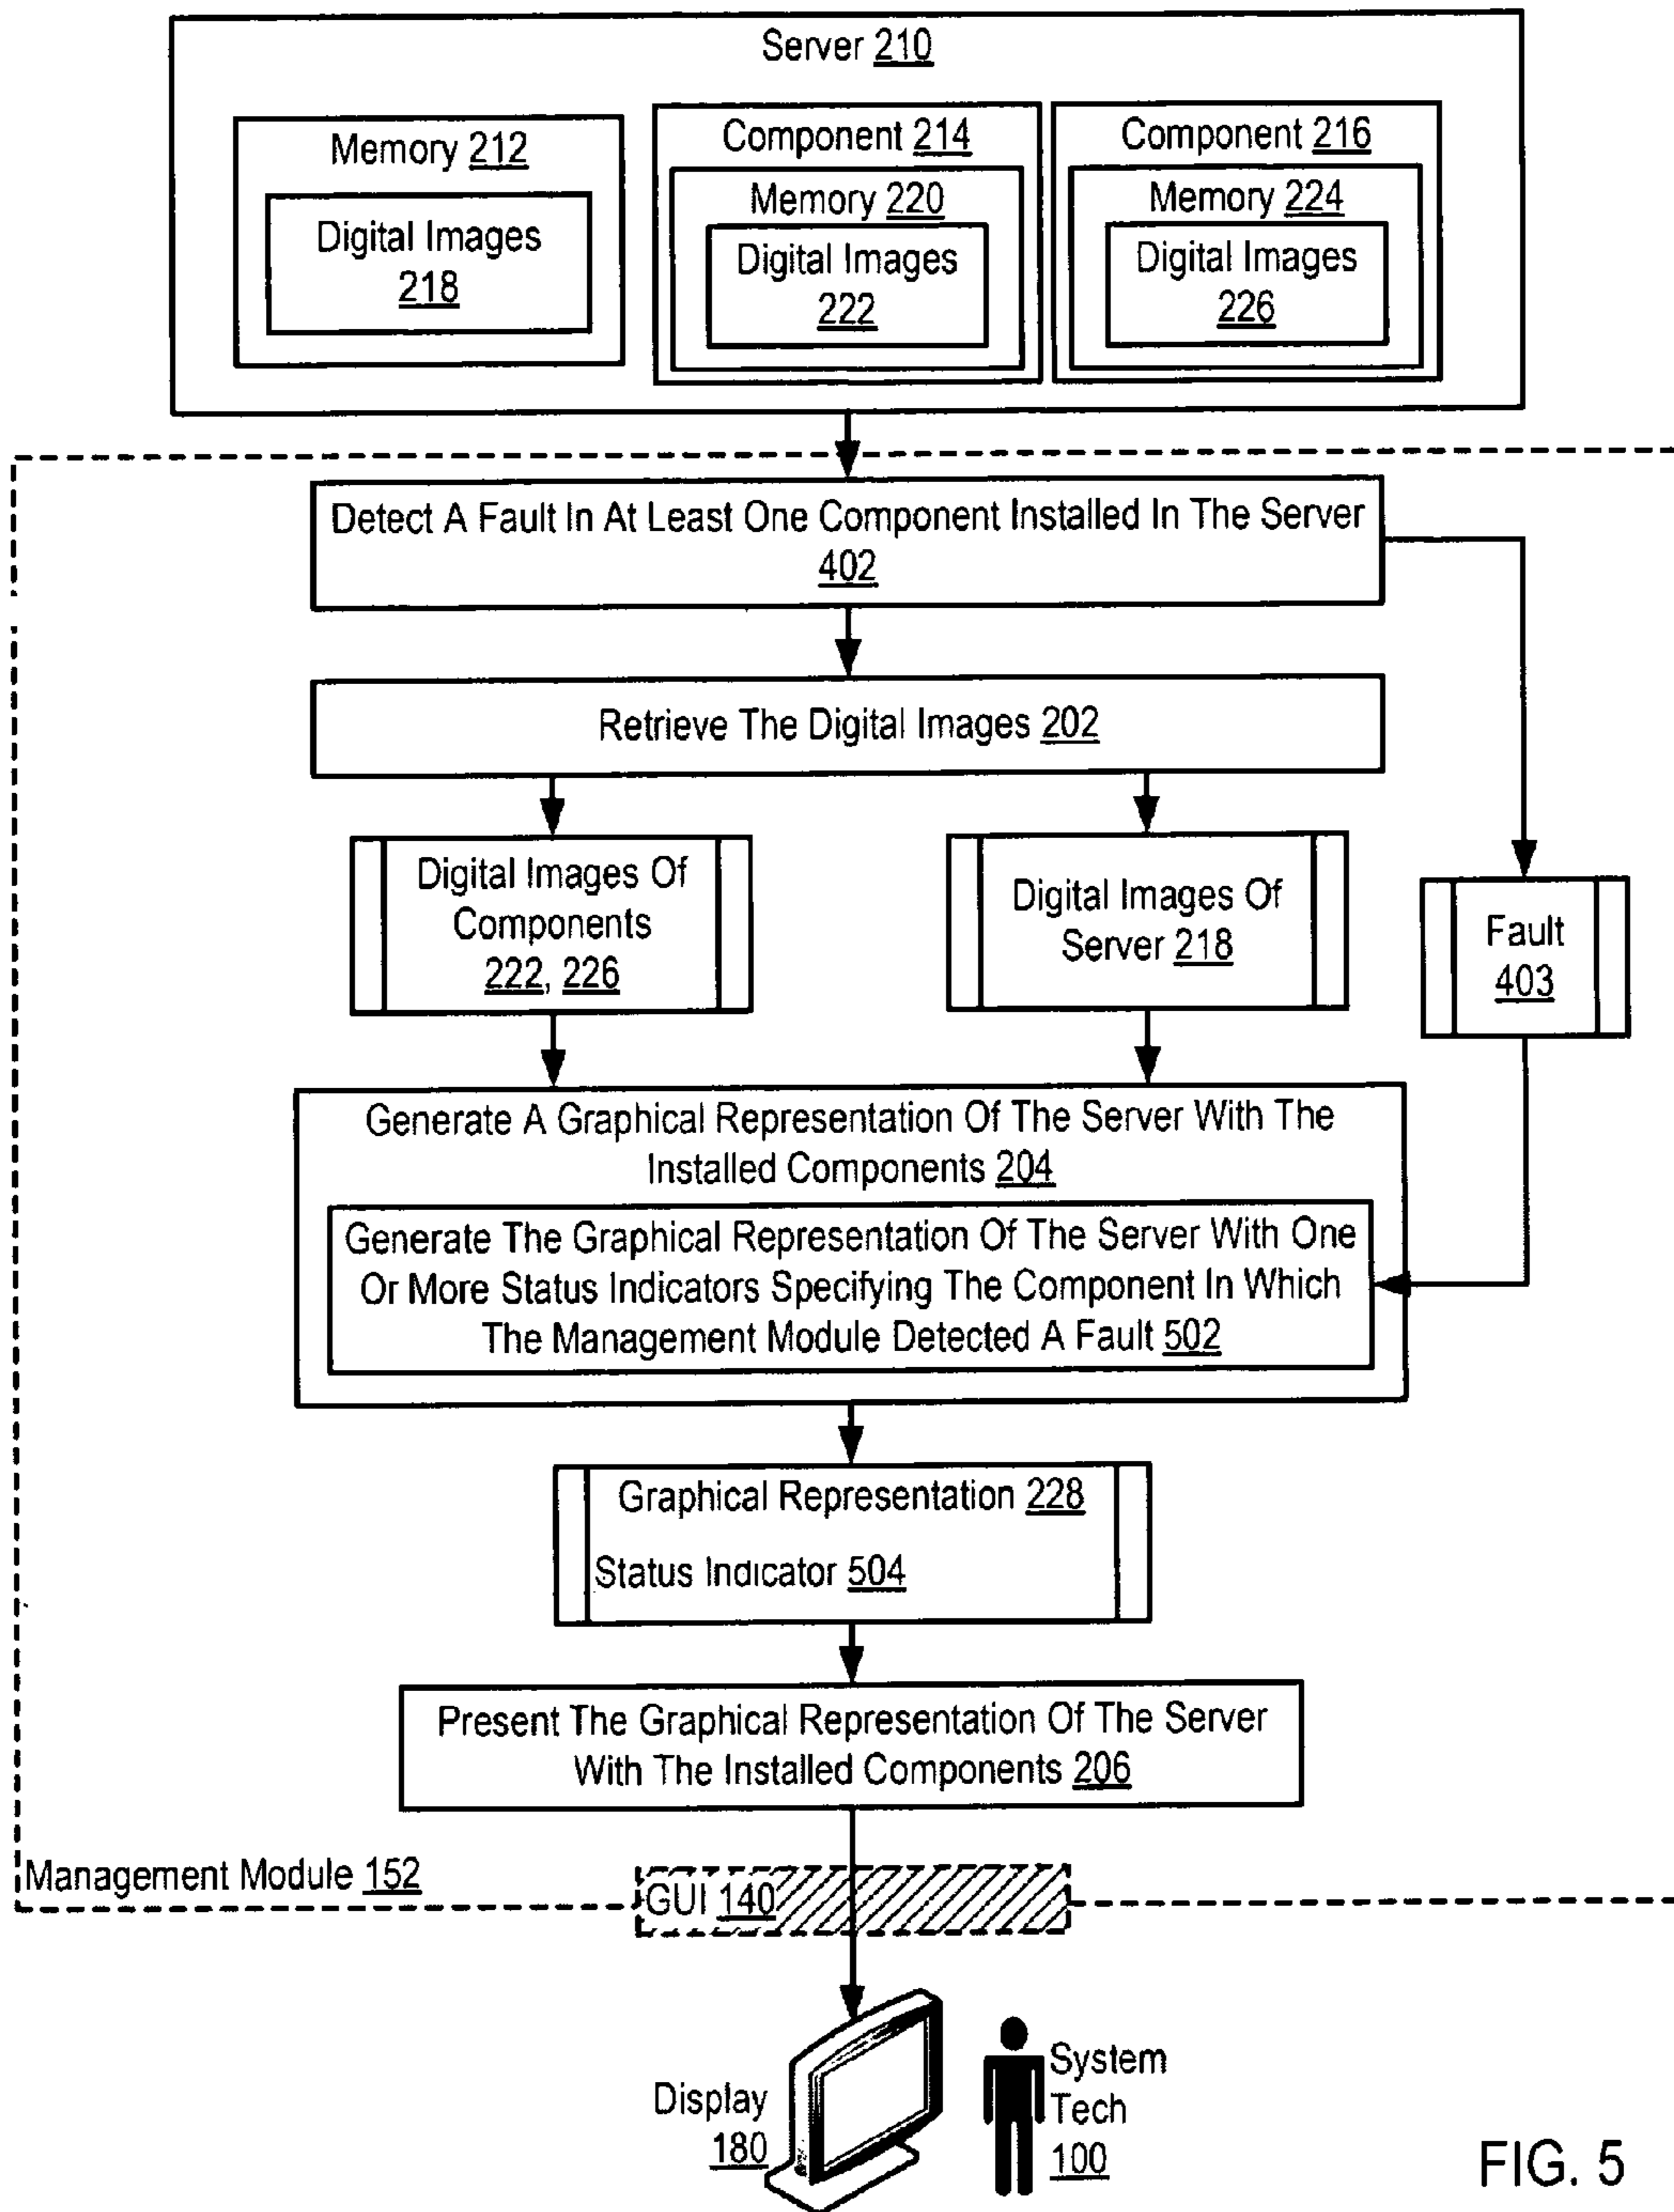 Server 210
Memory 212
Digital Images
218
Component 214
Memory 220
Digital Images
222
Component 216
Memory 224
Digital Images
226
Detect A Fault In At Least One Component Installed In The Server
402
Retrieve The Digital Images 202
Digital Images Of
Components
222, 226
Digital Images Of
Server 218
Fault
403
Generate A Graphical Representation Of The Server With The
Installed Components 204
Generate The Graphical Representation Of The Server With One
Or More Status Indicators Specifying The Component In Which
The Management Module Detected A Fault 502
Graphical Representation 228
Status Indicator 504
Present The Graphical Representation Of The Server
With The Installed Components 206
Management Module 152
GUI 140
Display
180
System
Tech
100
FIG. 5